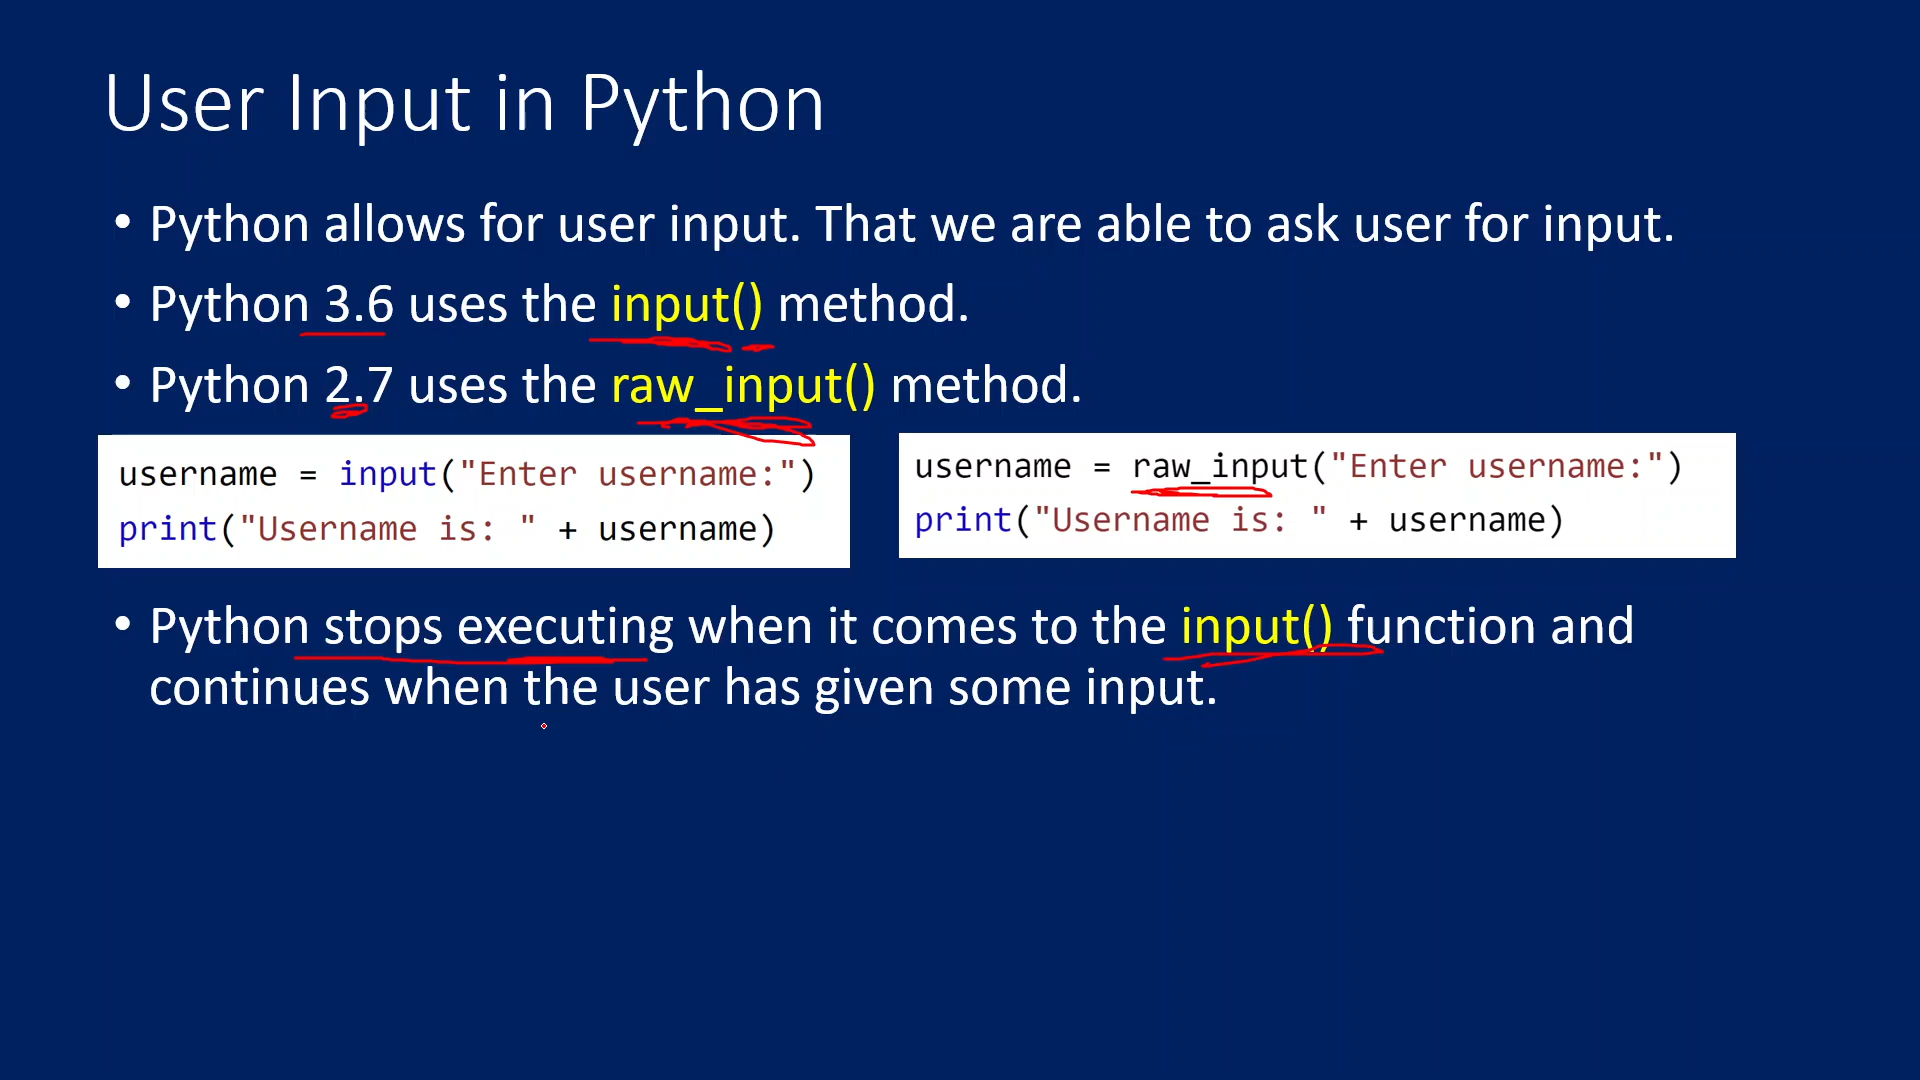 User Input in Python
• Python allows for user input. That we are able to ask user for input.
• Python 3.6 uses the input() method.
• Python 2.7 uses the raw_input() method.
username = input("Enter username:")
print("Username is: " + username)
username = raw_input("Enter username:")
print("Username is: " + username)
• Python stops executing when it comes to the input() function and
continues when the user has given some input.